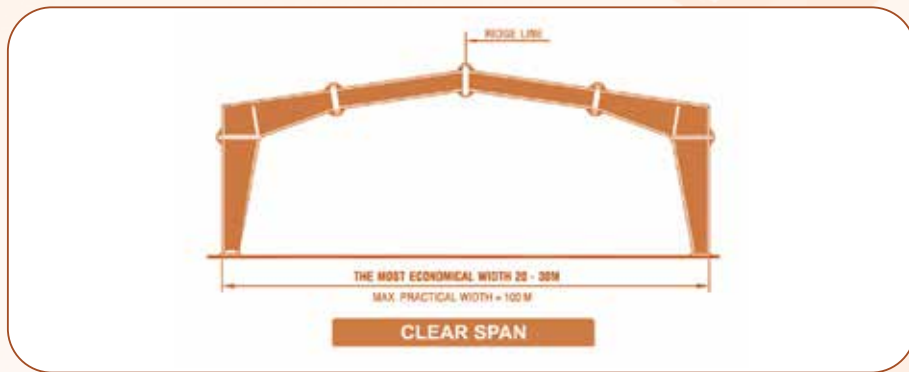 RIDGE LINE
THE MOST ECONOMICAL WIDTH 20 - 30M
MAX. PRACTICAL WIDTH = 100 M
CLEAR SPAN